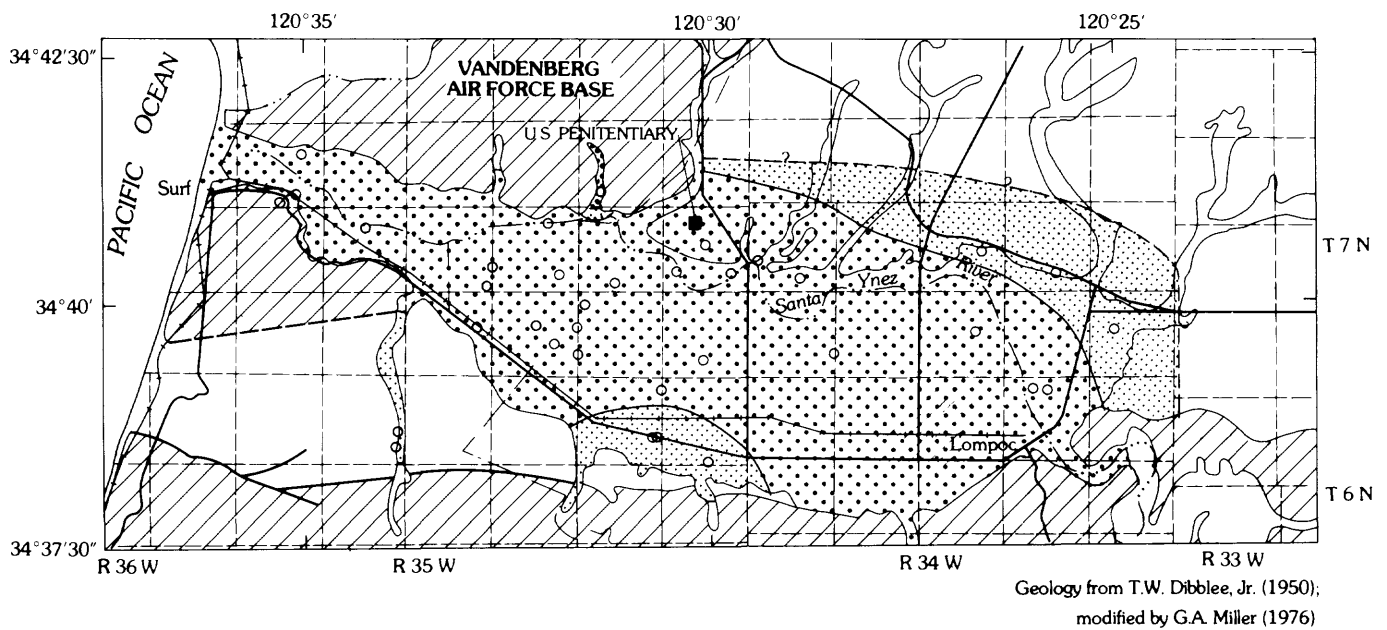 120°35'
120°30'
120°25'
34°42'30"
VANDENBERG
AIR FORCE BASE
U.S PENITENTIARY
PACIFIC OCEAN
?
?
?
Surf
T 7 N
River
Ynez
Santa
34°40'
Lompoc
T 6 N
34°37'30"
R 36 W
R 35 W
R 34 W
R 33 W
Geology from T.W. Dibblee, Jr. (1950);
modified by G.A. Miller (1976)